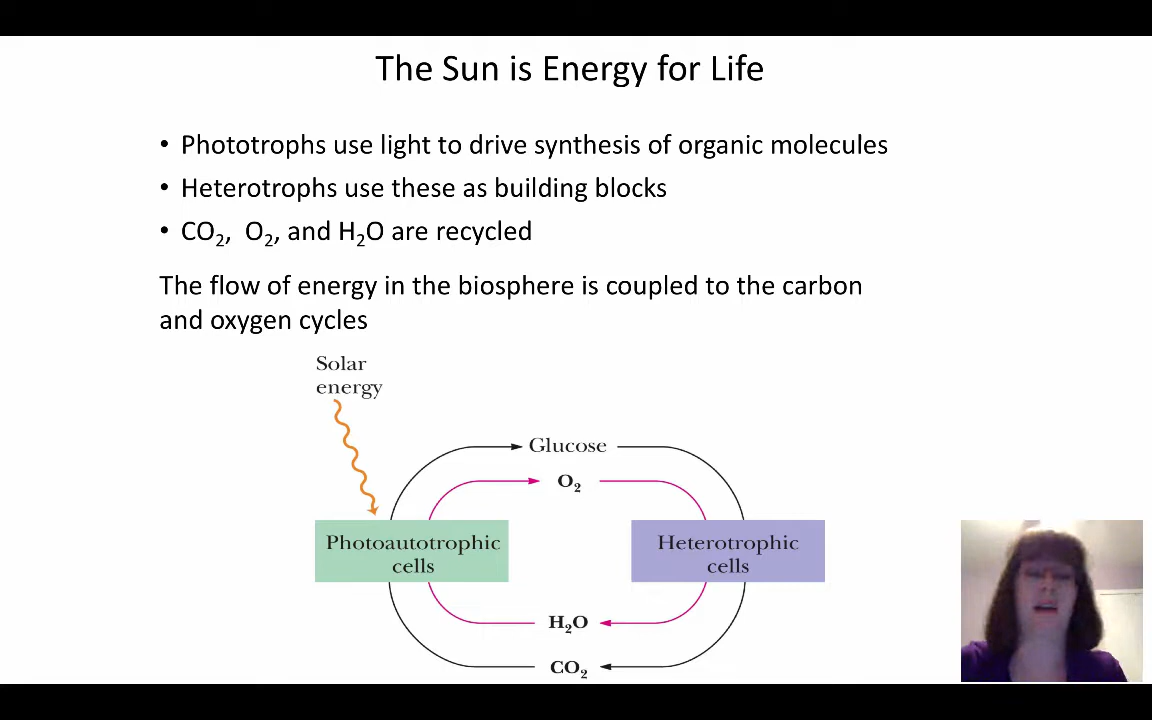 The Sun is Energy for Life
• Phototrophs use light to drive synthesis of organic molecules
• Heterotrophs use these as building blocks
• CO₂,  O₂, and H₂O are recycled
The flow of energy in the biosphere is coupled to the carbon
and oxygen cycles
Solar
energy
Glucose
O₂
Photoautotrophic
cells
Heterotrophic
cells
H₂O
CO₂